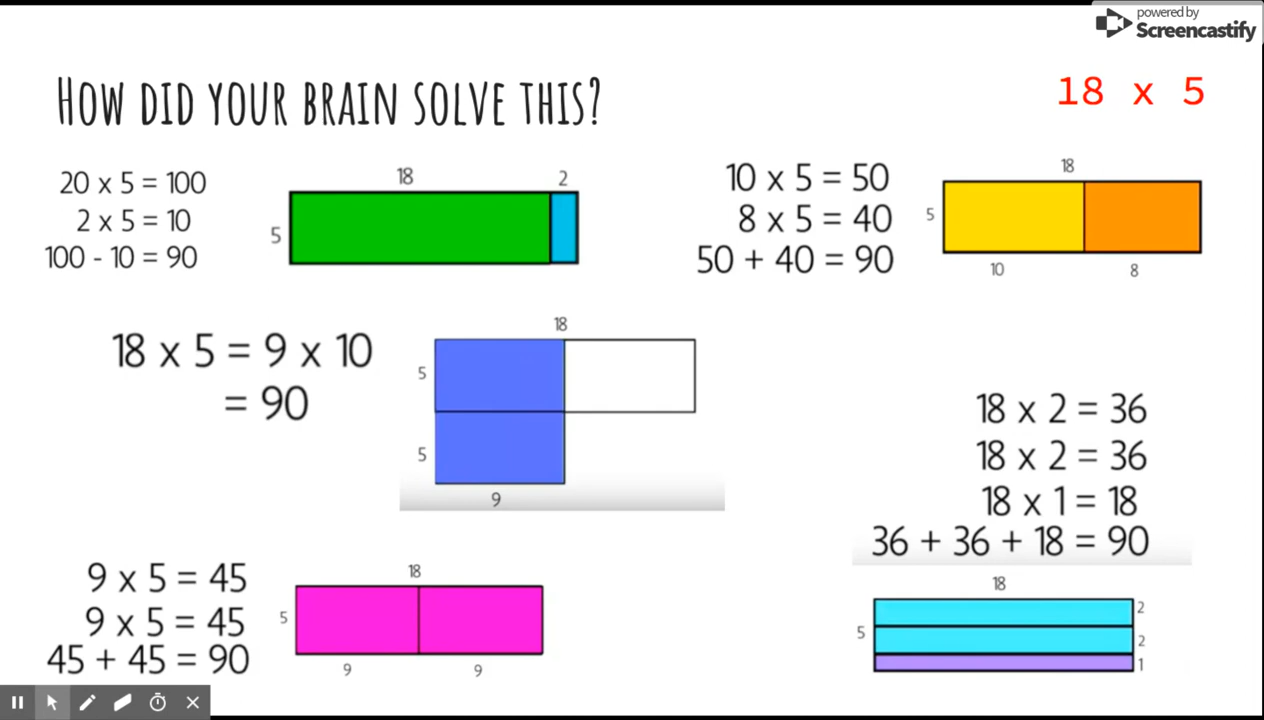 powered by
Screencastify
HOW DID YOUR BRAIN SOLVE THIS?
18 x 5
20 x 5 = 100
2 x 5 = 10
100 - 10 = 90
18
2
5
10 x 5 = 50
8 x 5 = 40
50 + 40 = 90
18
5
10
8
18 x 5 = 9 x 10
= 90
18
5
5
9
18 x 2 = 36
18 x 2 = 36
18 x 1 = 18
36 + 36 + 18 = 90
18
5
2
2
1
9 x 5 = 45
9 x 5 = 45
45 + 45 = 90
18
5
9
9